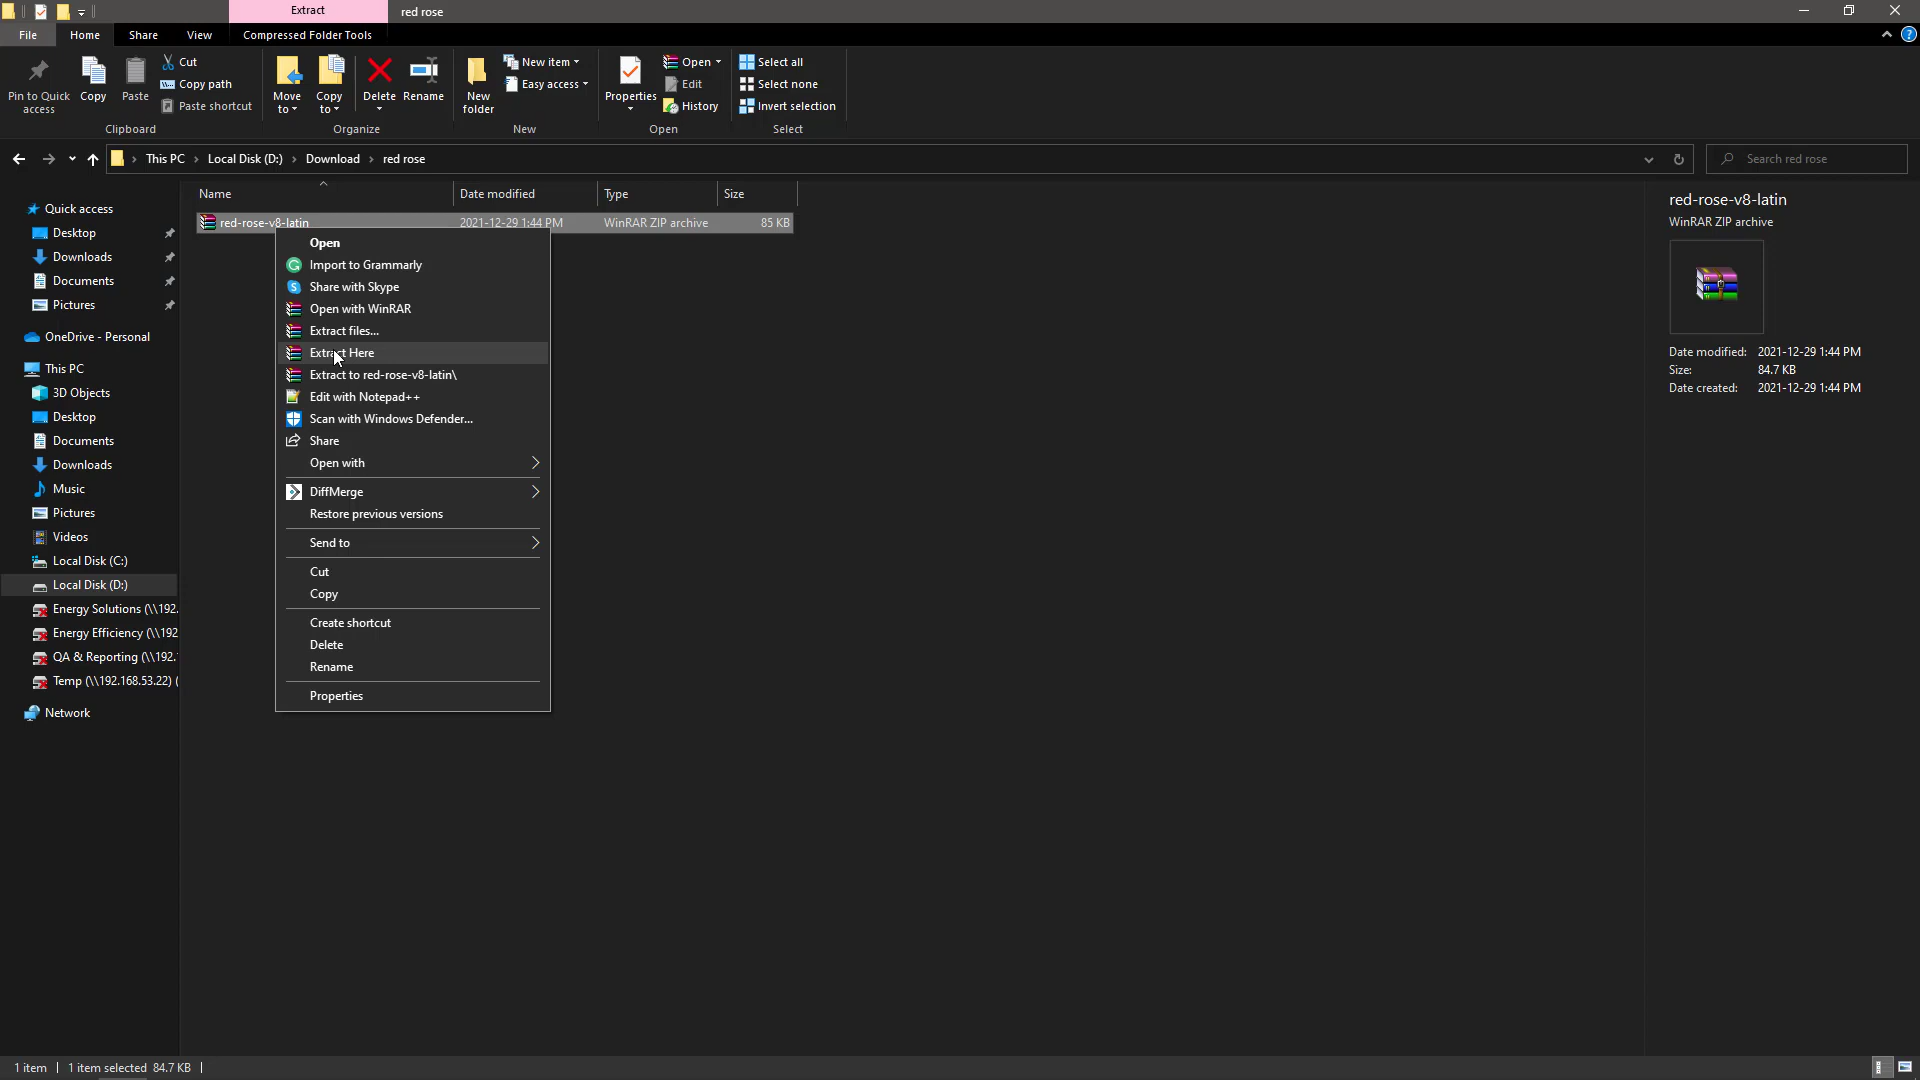 Extract
red rose
File
Home
Share
View
Compressed Folder Tools
Pin to Quick
access
Copy
Paste
Cut
Copy path
Paste shortcut
Clipboard
Move
to
Copy
to
Delete
Rename
Organize
New
folder
New item
Easy access
New
Properties
Open
Edit
History
Open
Select all
Select none
Invert selection
Select
This PC
Local Disk (D:)
Download
red rose
Search red rose
Name
Date modified
Type
Size
red-rose-v8-latin
2021-12-29 1:44 PM
WinRAR ZIP archive
85 KB
Quick access
Desktop
Downloads
Documents
Pictures
OneDrive - Personal
This PC
3D Objects
Desktop
Documents
Downloads
Music
Pictures
Videos
Local Disk (C:)
Local Disk (D:)
Energy Solutions (\\192.
Energy Efficiency (\\192
QA & Reporting (\\192.
Temp (\\192.168.53.22) (
Network
Open
Import to Grammarly
Share with Skype
Open with WinRAR
Extract files...
Extract Here
Extract to red-rose-v8-latin\
Edit with Notepad++
Scan with Windows Defender...
Share
Open with
DiffMerge
Restore previous versions
Send to
Cut
Copy
Create shortcut
Delete
Rename
Properties
red-rose-v8-latin
WinRAR ZIP archive
Date modified: 2021-12-29 1:44 PM
Size: 84.7 KB
Date created: 2021-12-29 1:44 PM
1 item
1 item selected 84.7 KB